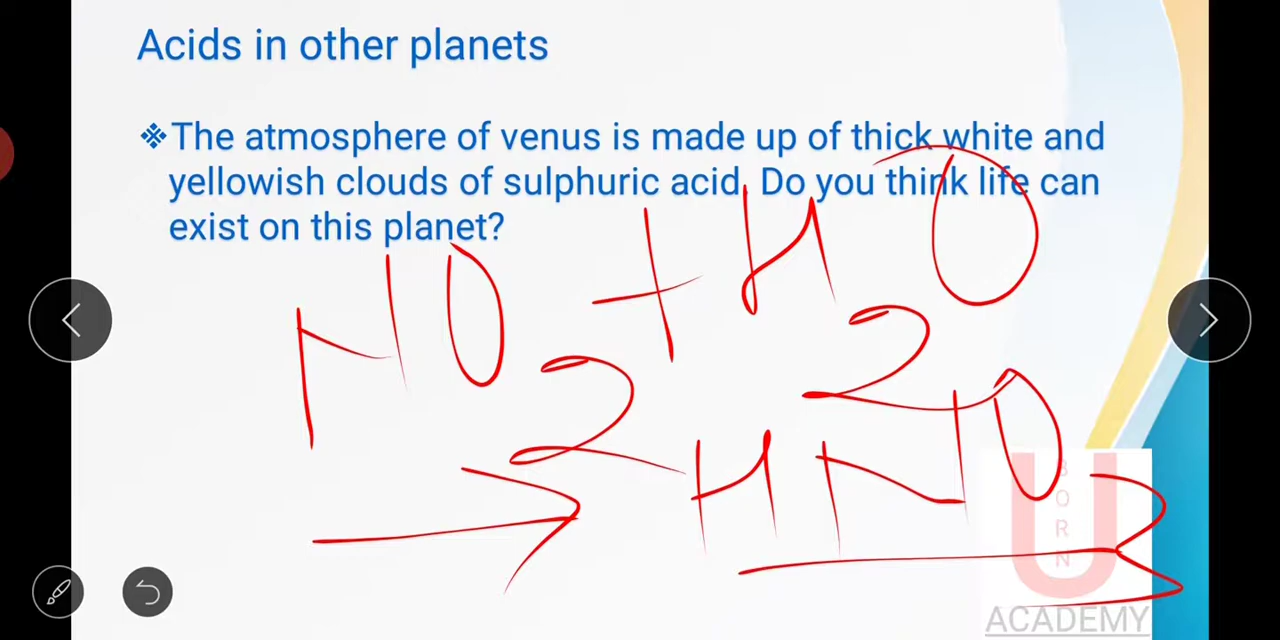 Acids in other planets
❖The atmosphere of venus is made up of thick white and
yellowish clouds of sulphuric acid. Do you think life can
exist on this planet?
NO2 + H2O
→ HNO3
U
BORN
ACADEMY